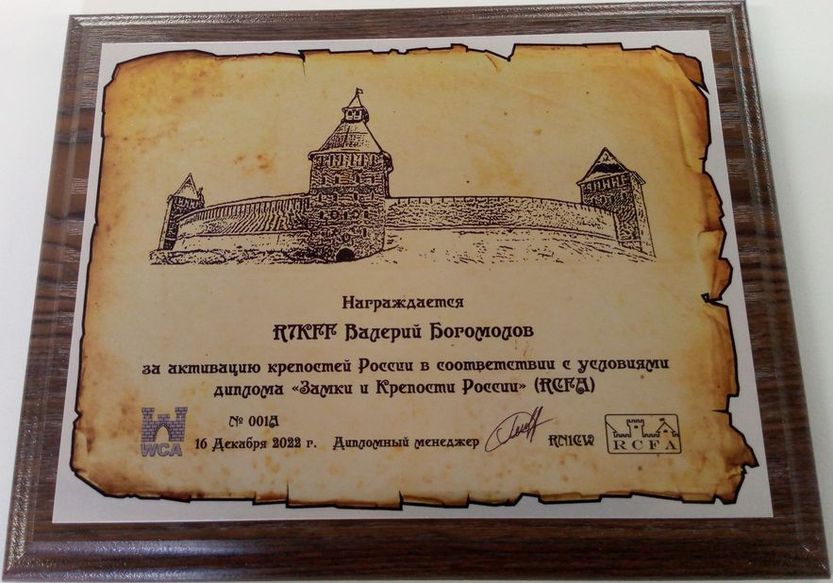 Награждается
R7KFF Валерий Богомолов
за активацию крепостей России в соответствии с условиями
диплома «Замки и Крепости России» (RCFA)
№ 001A
16 Декабря 2022 г. Дипломный менеджер RN1CW
WCA
RCFA